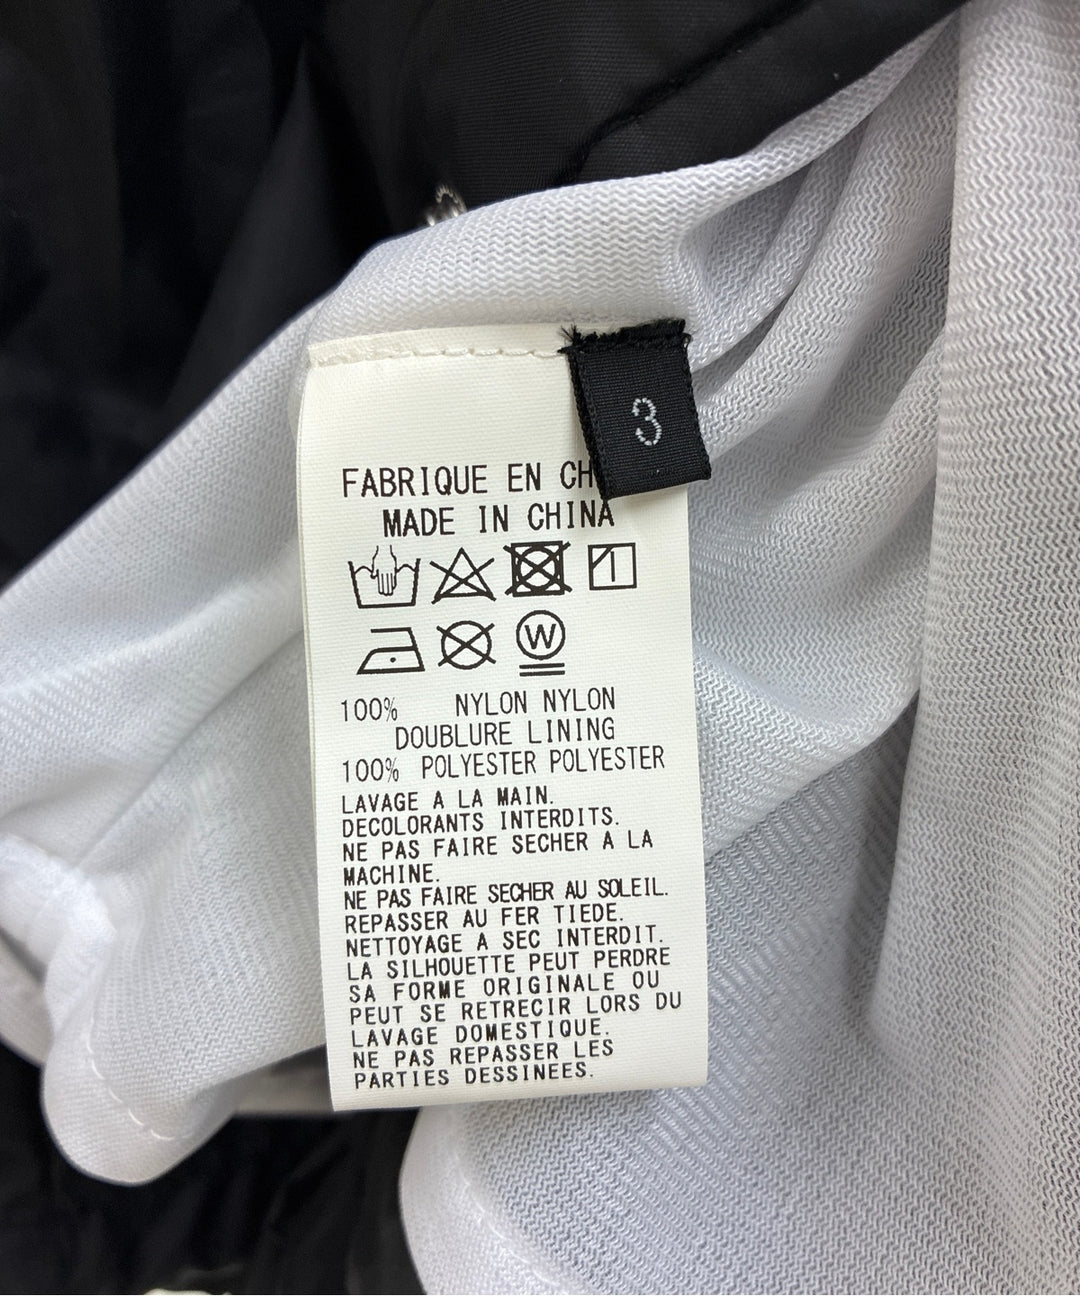 3
FABRIQUE EN CH
MADE IN CHINA
W
100% NYLON NYLON
DOUBLURE LINING
100% POLYESTER POLYESTER
LAVAGE A LA MAIN.
DECOLORANTS INTERDITS.
NE PAS FAIRE SECHER A LA
MACHINE.
NE PAS FAIRE SECHER AU SOLEIL.
REPASSER AU FER TIEDE.
NETTOYAGE A SEC INTERDIT.
LA SILHOUETTE PEUT PERDRE
SA FORME ORIGINALE OU
PEUT SE RETRECIR LORS DU
LAVAGE DOMESTIQUE.
NE PAS REPASSER LES
PARTIES DESSINEES.